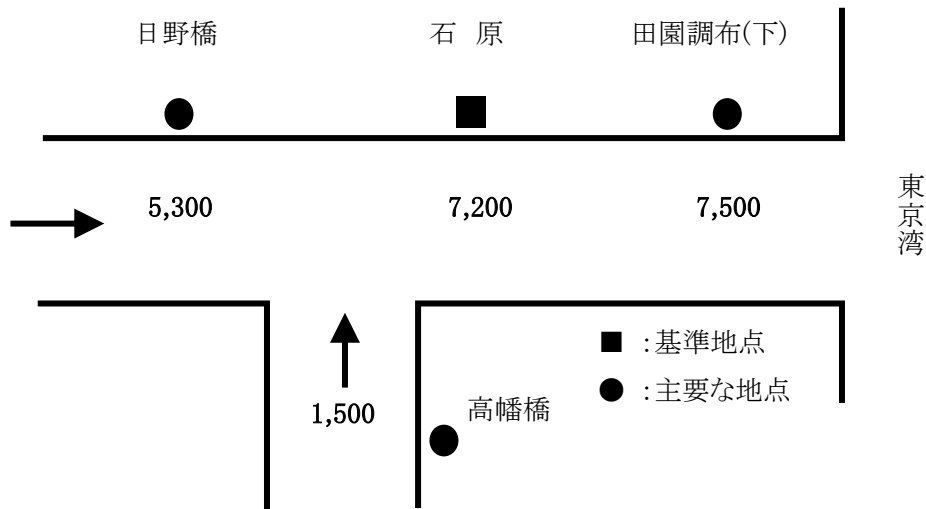 日野橋
石 原
田園調布(下)
5,300
7,200
7,500
東京湾
■ :基準地点
● :主要な地点
1,500
高幡橋